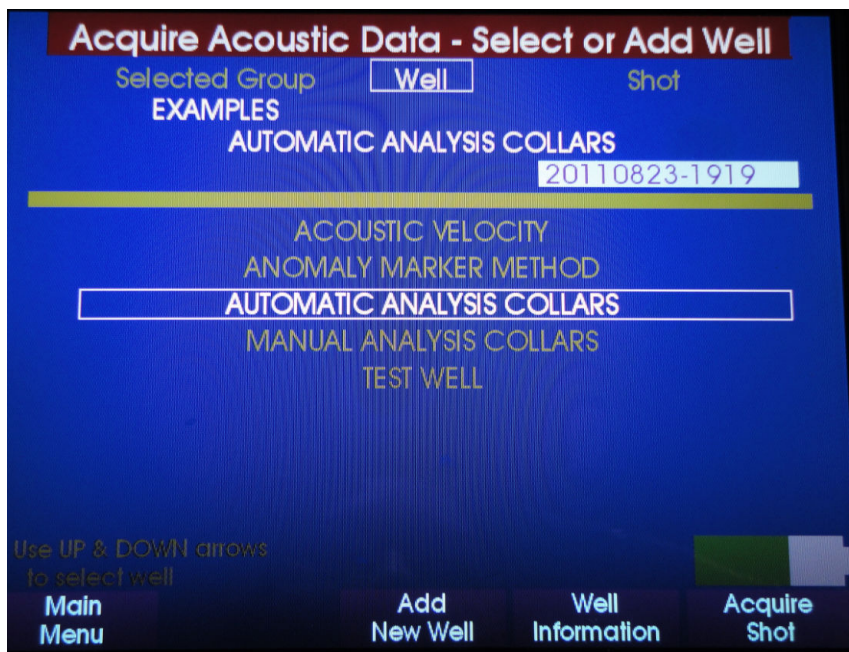 Acquire Acoustic Data - Select or Add Well
Selected Group Well Shot
EXAMPLES
AUTOMATIC ANALYSIS COLLARS
20110823-1919
ACOUSTIC VELOCITY
ANOMALY MARKER METHOD
AUTOMATIC ANALYSIS COLLARS
MANUAL ANALYSIS COLLARS
TEST WELL
Use UP & DOWN arrows
to select well
Main Add Well Acquire
Menu New Well Information Shot